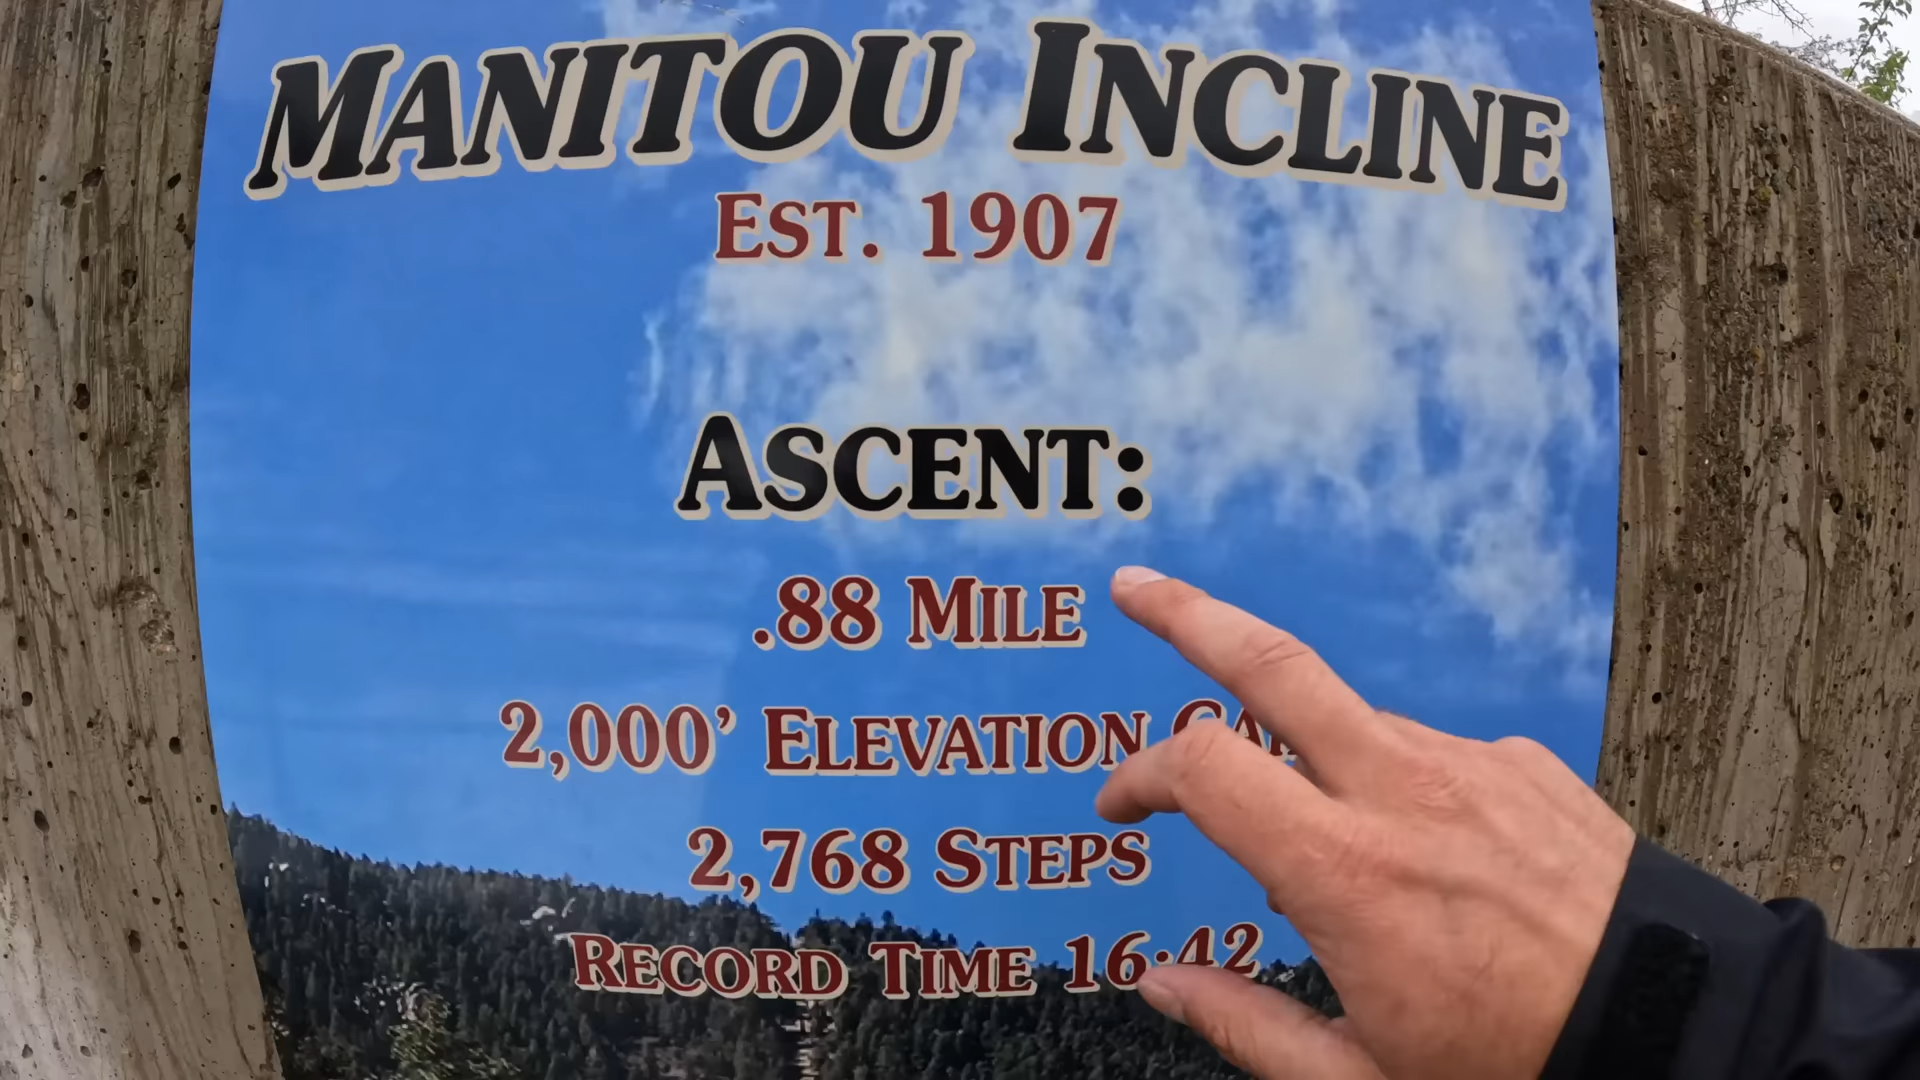 MANITOU INCLINE
EST. 1907
ASCENT:
.88 MILE
2,000' ELEVATION
2,768 STEPS
RECORD TIME 16:42